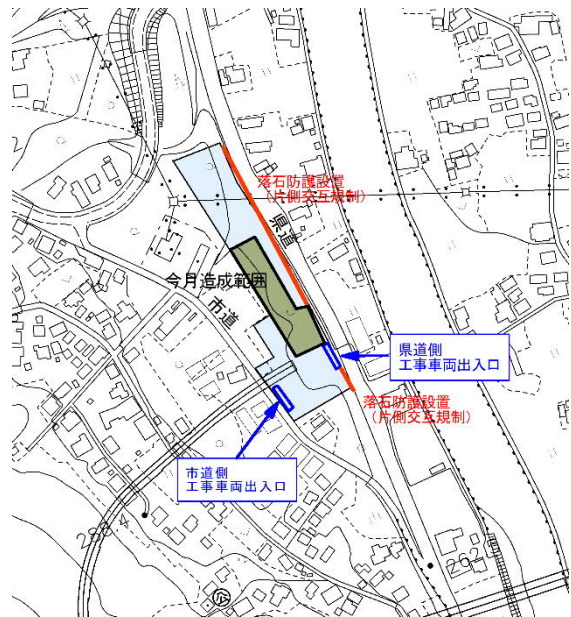 落石防護設置
（片側交互規制）
県道
今月造成範囲
市道
県道側
工事車両出入口
落石防護設置
（片側交互規制）
市道側
工事車両出入口